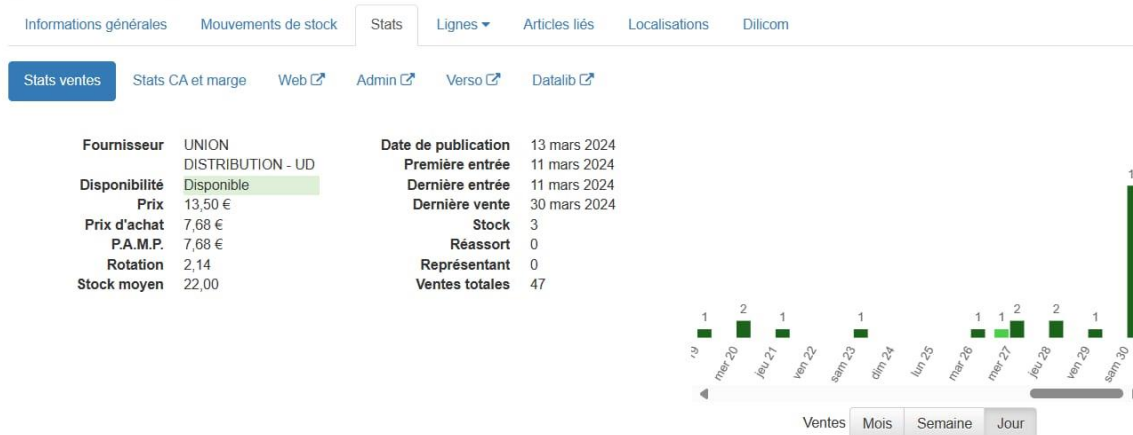 Informations générales Mouvements de stock Stats Lignes Articles liés Localisations Dilicom
Stats ventes Stats CA et marge Web Admin Verso Datalib
Fournisseur UNION DISTRIBUTION - UD
Disponibilité Disponible
Prix 13,50 €
Prix d'achat 7,68 €
P.A.M.P. 7,68 €
Rotation 2,14
Stock moyen 22,00
Date de publication 13 mars 2024
Première entrée 11 mars 2024
Dernière entrée 11 mars 2024
Dernière vente 30 mars 2024
Stock 3
Réassort 0
Représentant 0
Ventes totales 47
1 2 1 1 1 1 2 2 1
19 mer 20 jeu 21 ven 22 sam 23 dim 24 lun 25 mar 26 mer 27 jeu 28 ven 29 sam 30
Ventes Mois Semaine Jour